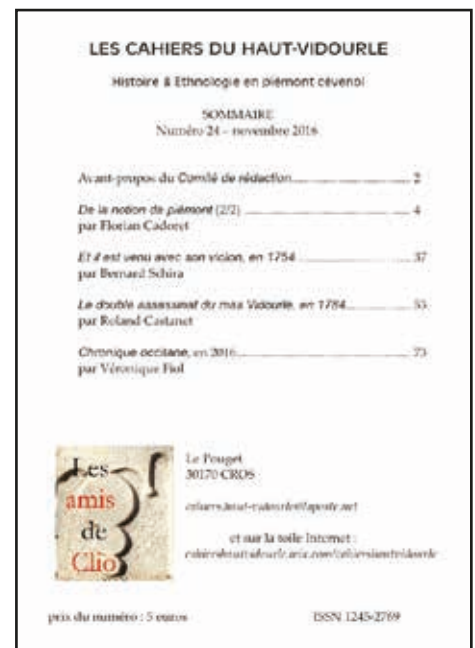 LES CAHIERS DU HAUT-VIDOURLE
Histoire & Ethnologie en piémont cévenol
SOMMAIRE
Numéro 24 – novembre 2016
Avant-propos du Comité de rédaction 2
De la notion de piémont (2/2) 4
par Florian Cadoret
Et il est venu avec son violon, en 1754 37
par Bernard Schira
Le double assassinat du mas Vidourle, en 1784 53
par Roland Castanet
Chronique occitane, en 2016 73
par Véronique Fiol
Les
amis
de
Clio
Le Pouget
30170 CROS
et sur la toile Internet :
prix du numéro : 5 euros ISSN 1245-2769